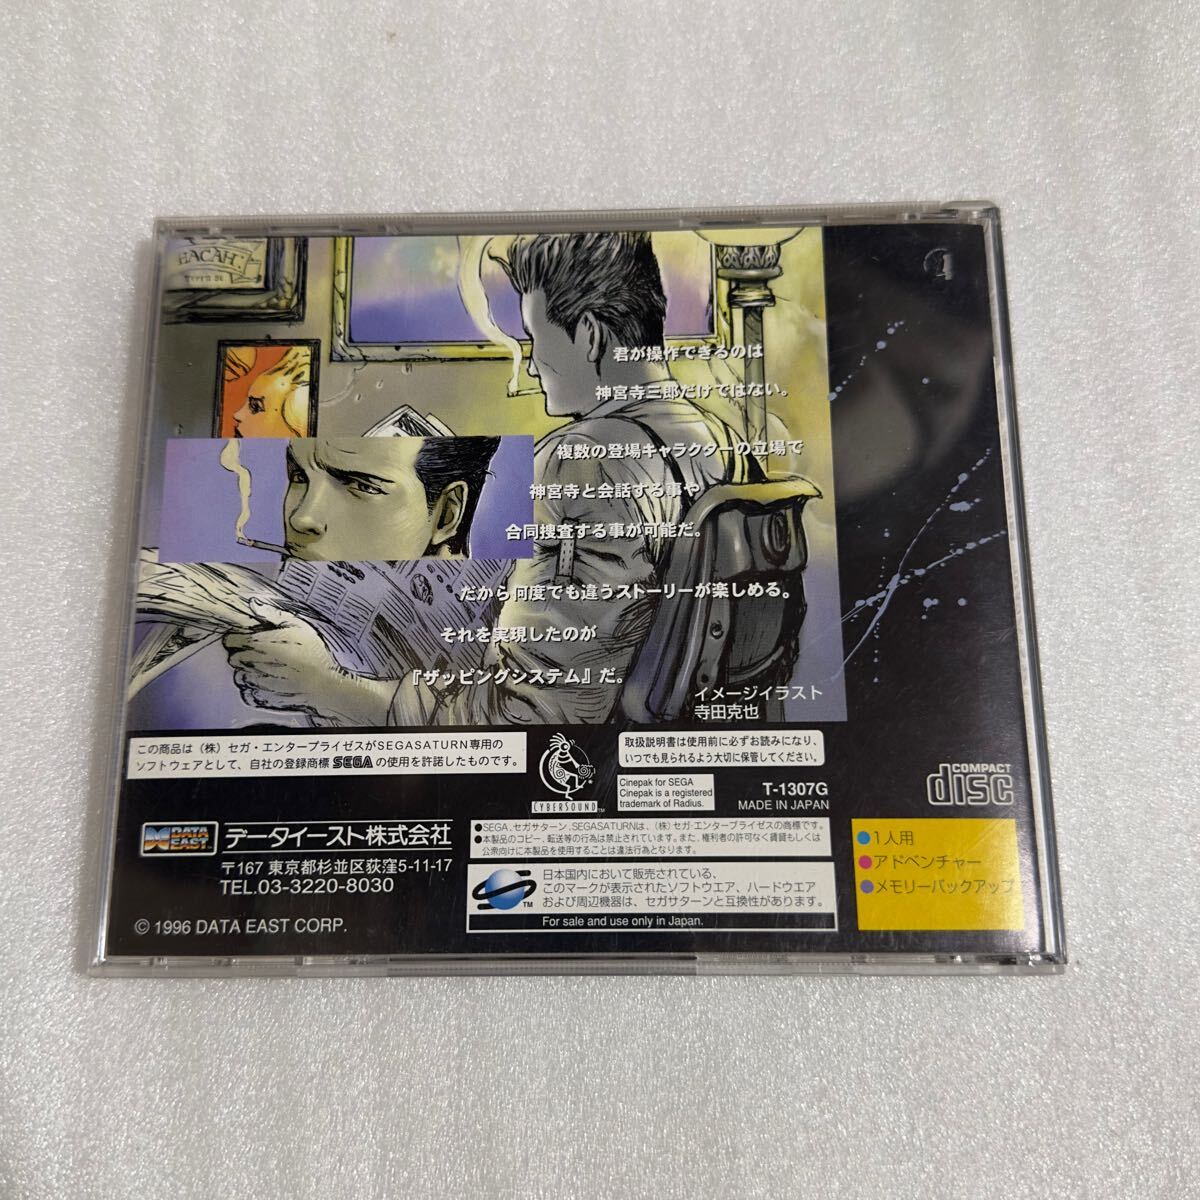 君が操作できるのは
神宮寺三郎だけではない。
複数の登場キャラクターの立場で
神宮寺と会話する事や
合同捜査する事が可能だ。
だから何度でも違うストーリーが楽しめる。
それを実現したのが
『ザッピングシステム』だ。
イメージイラスト
寺田克也
この商品は(株)セガ・エンタープライゼスがSEGASATURN専用の
ソフトウェアとして、自社の登録商標 SEGA の使用を許諾したものです。
CYBERSOUND™
取扱説明書は使用前に必ずお読みになり、
いつでも見られるよう大切に保管してください。
Cinepak for SEGA
Cinepak is a registered
trademark of Radius.
T-1307G
MADE IN JAPAN
COMPACT
disc
DATA
EAST
データイースト株式会社
〒167 東京都杉並区荻窪5-11-17
TEL.03-3220-8030
© 1996 DATA EAST CORP.
●SEGA、セガサターン、SEGASATURNは、(株)セガ・エンタープライゼスの商標です。
●本製品のコピー、転送等の行為は禁止されています。また、権利者の許可なく賃貸もしくは
公衆向けに本製品を使用することは違法行為となります。
日本国内において販売されている、
このマークが表示されたソフトウエア、ハードウエア
および周辺機器は、セガサターンと互換性があります。
TM
For sale and use only in Japan.
●1人用
●アドベンチャー
●メモリーバックアップ